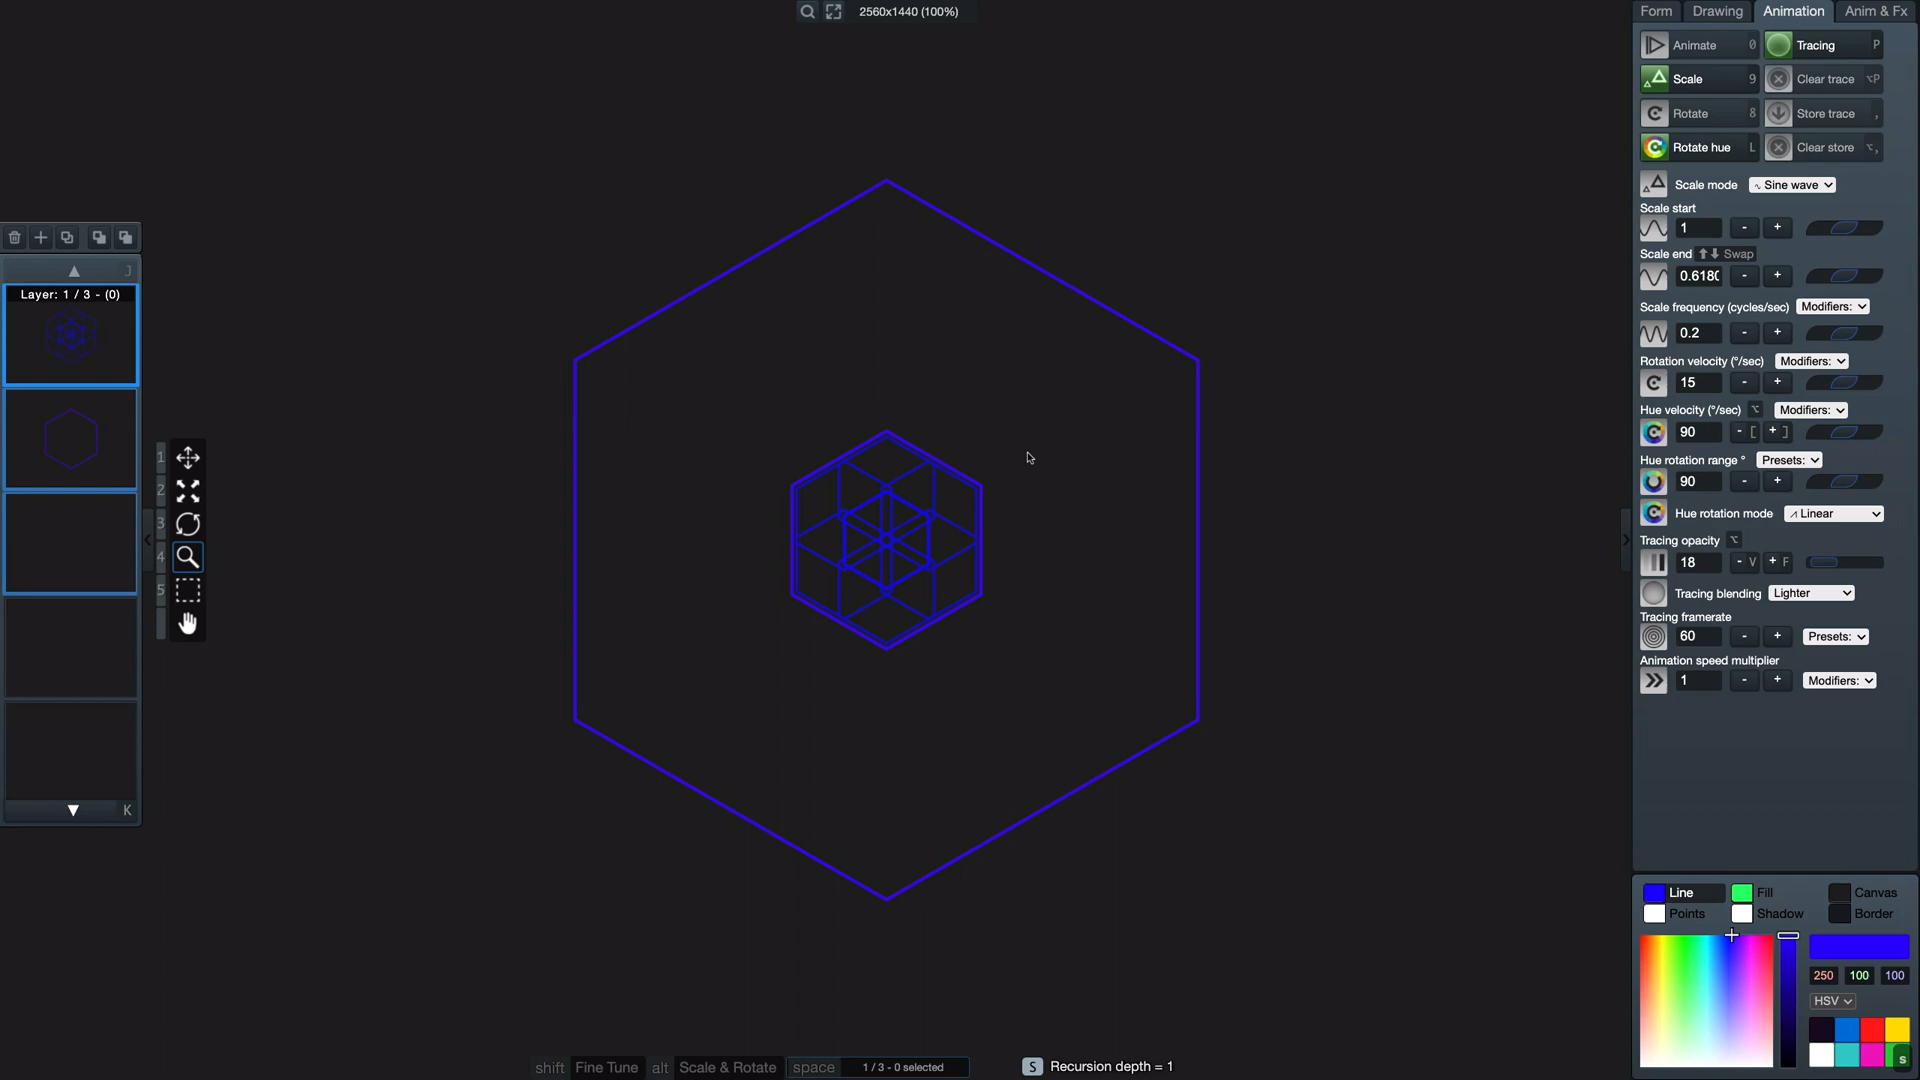 2560x1440 (100%)
Form Drawing Animation Anim & Fx
Animate 0 Tracing P
Scale 9 Clear trace ⌥P
Rotate 8 Store trace ,
Rotate hue L Clear store ⌥,
Scale mode ∿ Sine wave
Scale start
1 - +
Scale end ⬆⬇ Swap
0.618 - +
Scale frequency (cycles/sec) Modifiers:
0.2 - +
Rotation velocity (°/sec) Modifiers:
15 - +
Hue velocity (°/sec) ⌥ Modifiers:
90 - [ + ]
Hue rotation range ° Presets:
90 - +
Hue rotation mode Linear
Tracing opacity ⌥
18 - V + F
Tracing blending Lighter
Tracing framerate
60 - + Presets:
Animation speed multiplier
1 - + Modifiers:
J
Layer: 1 / 3 - (0)
K
1
2
3
4
5
Line Fill Canvas
Points Shadow Border
250 100 100
HSV
s
shift Fine Tune alt Scale & Rotate space 1 / 3 - 0 selected S Recursion depth = 1